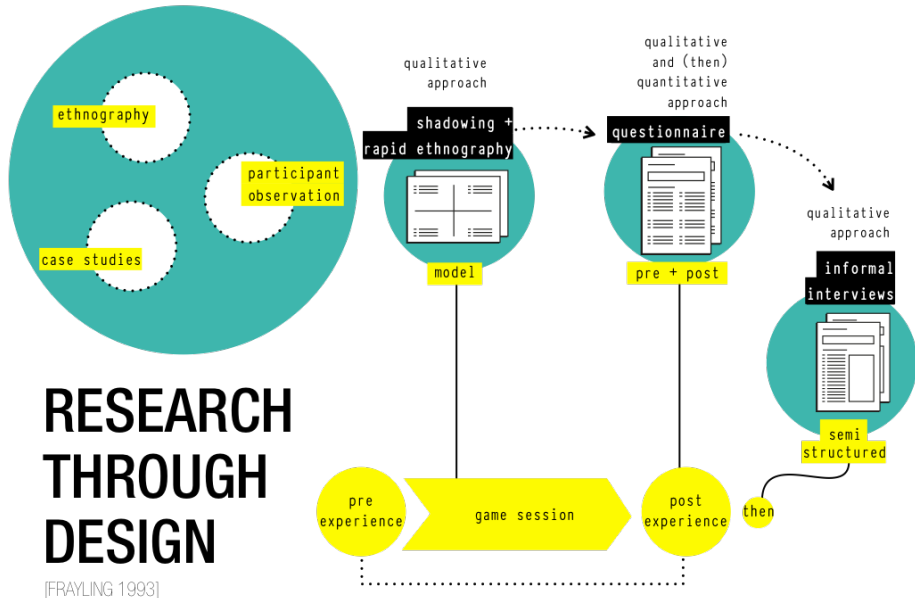 ethnography
participant
observation
case studies
RESEARCH
THROUGH
DESIGN
[FRAYLING 1993]
qualitative
approach
shadowing +
rapid ethnography
model
qualitative
and (then)
quantitative
approach
questionnaire
pre + post
qualitative
approach
informal
interviews
semi
structured
pre
experience
game session
post
experience
then